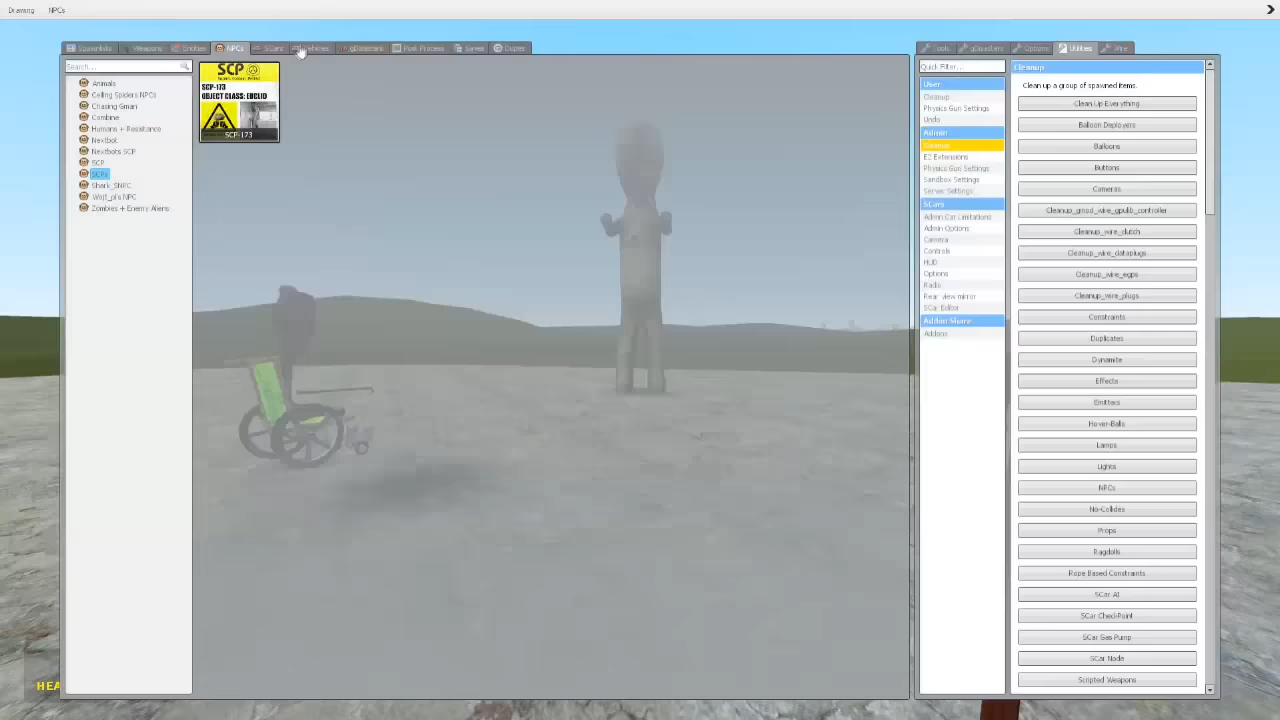 Drawing NPCs
Spawnlists Weapons Entities NPCs SCars Vehicles gDisasters Post Process Saves Dupes
Search...
Animals
Ceiling Spiders NPCs
Chasing Gman
Combine
Humans + Resistance
Nextbot
Nextbots SCP
SCP
SCPs
Shark_SNPC
Zombies + Enemy Aliens
SCP
SCP-173
OBJECT CLASS: EUCLID
SCP-173
HEA
Tools gDisasters Options Utilities Wire
Quick Filter...
User
Cleanup
Physics Gun Settings
Undo
Admin
Cleanup
E2 Extensions
Physics Gun Settings
Sandbox Settings
Server Settings
SCars
Admin Car Limitations
Admin Options
Camera
Controls
HUD
Options
Radio
Rear view mirror
SCar Editor
Addon Share
Addons
Cleanup
Clean up a group of spawned items.
Clean Up Everything
Balloon Deployers
Balloons
Buttons
Cameras
Cleanup_gmod_wire_gpulib_controller
Cleanup_wire_clutch
Cleanup_wire_dataplugs
Cleanup_wire_egps
Cleanup_wire_plugs
Constraints
Duplicates
Dynamite
Effects
Emitters
Hover-Balls
Lamps
Lights
NPCs
No-Collides
Props
Ragdolls
Rope Based Constraints
SCar AI
SCar Check-Point
SCar Gas Pump
SCar Node
Scripted Weapons